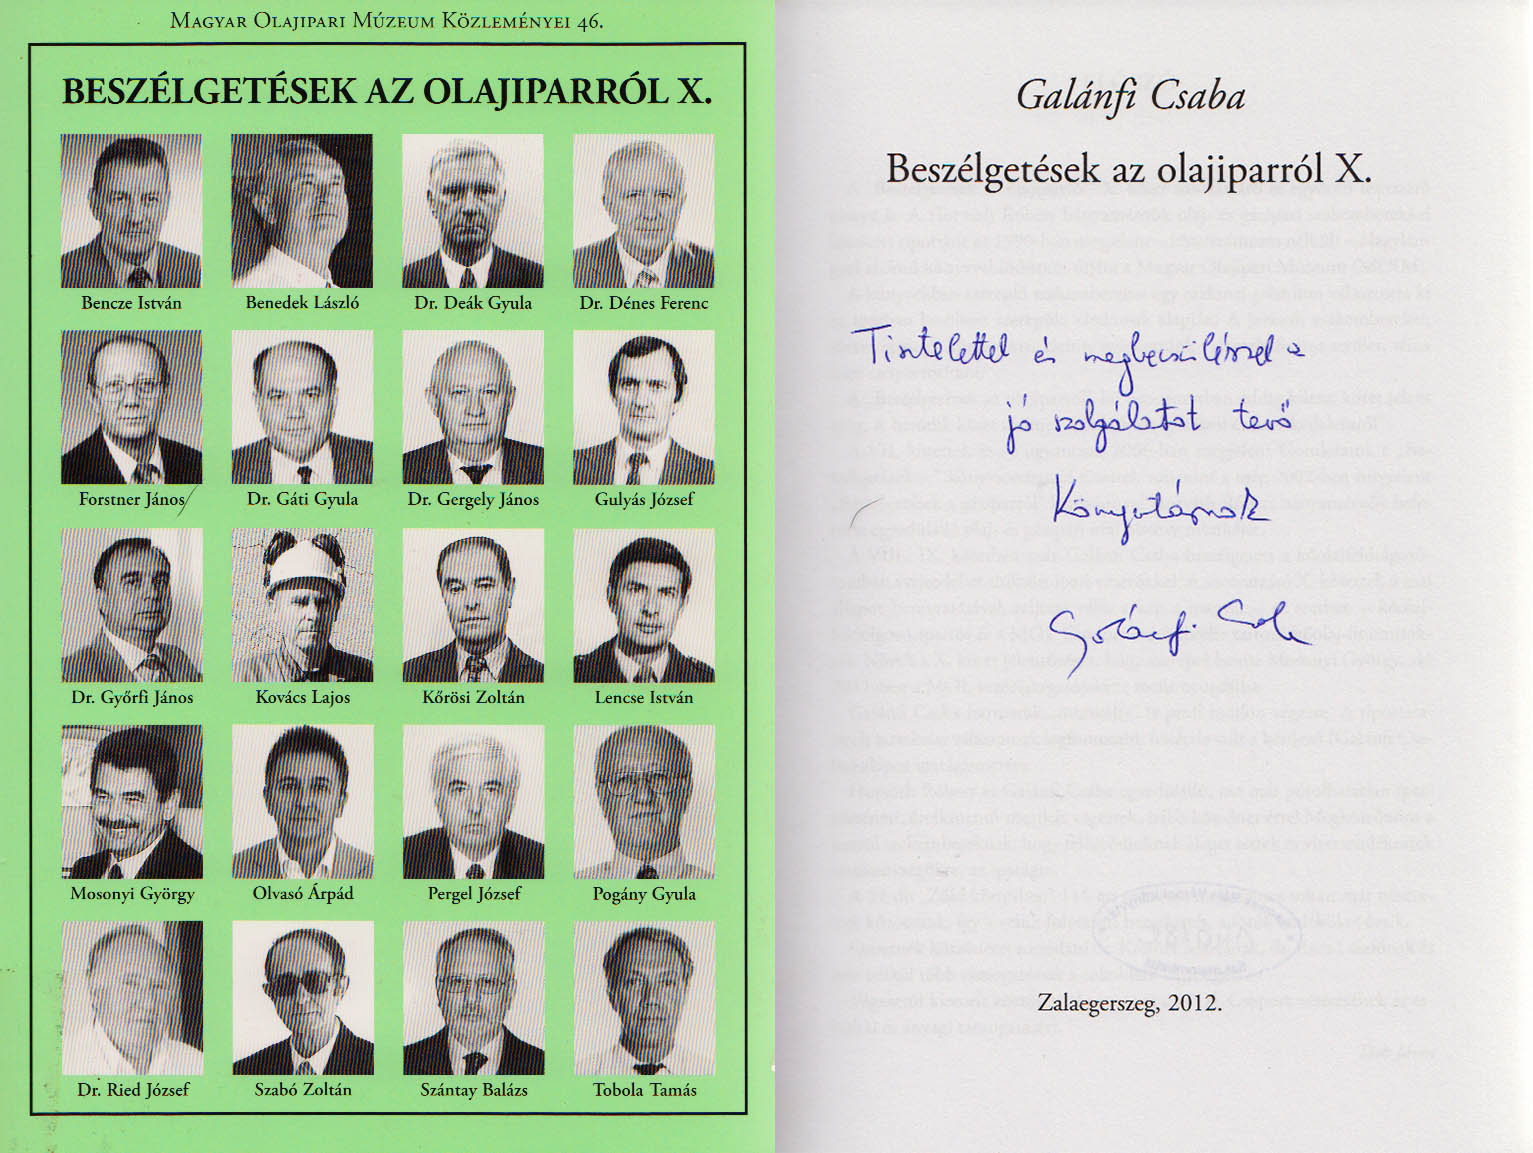 MAGYAR OLAJIPARI MÚZEUM KÖZLEMÉNYEI 46.
BESZÉLGETÉSEK AZ OLAJIPARRÓL X.
Bencze István
Benedek László
Dr. Deák Gyula
Dr. Dénes Ferenc
Forstner János
Dr. Gáti Gyula
Dr. Gergely János
Gulyás József
Dr. Győrfi János
Kovács Lajos
Kőrösi Zoltán
Lencse István
Mosonyi György
Olvasó Árpád
Pergel József
Pogány Gyula
Dr. Ried József
Szabó Zoltán
Szántay Balázs
Tobola Tamás
Galánfi Csaba
Beszélgetések az olajiparról X.
Tisztelettel és megbecsüléssel a
jó szolgálatot tevő
Könyvtárnak
Galánfi Csaba
Zalaegerszeg, 2012.